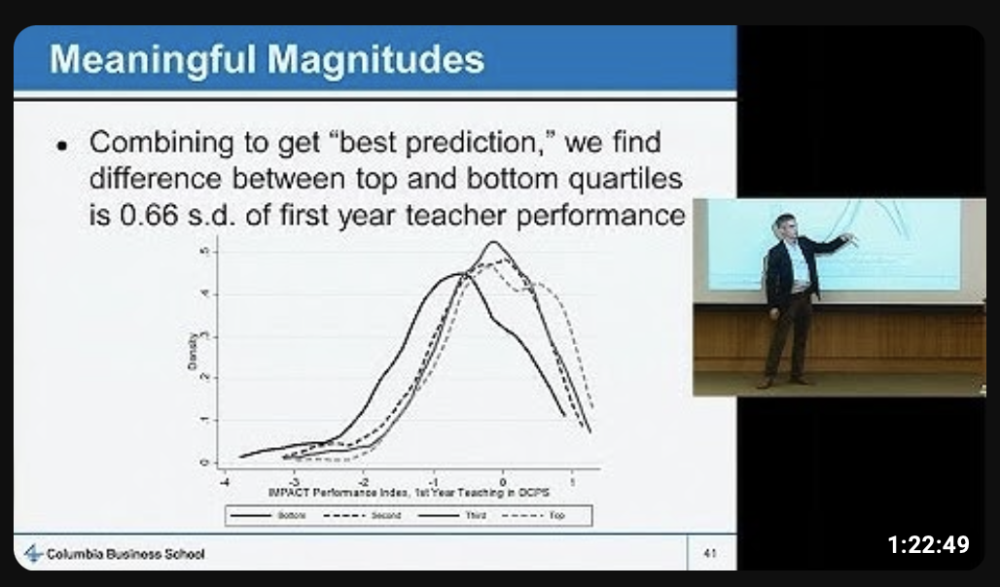 Meaningful Magnitudes
• Combining to get “best prediction,” we find
difference between top and bottom quartiles
is 0.66 s.d. of first year teacher performance
Density
.5
.4
.3
.2
.1
0
-4 -3 -2 -1 0 1
IMPACT Performance Index, 1st Year Teaching in DCPS
Bottom Second Third Top
Columbia Business School
41
1:22:49